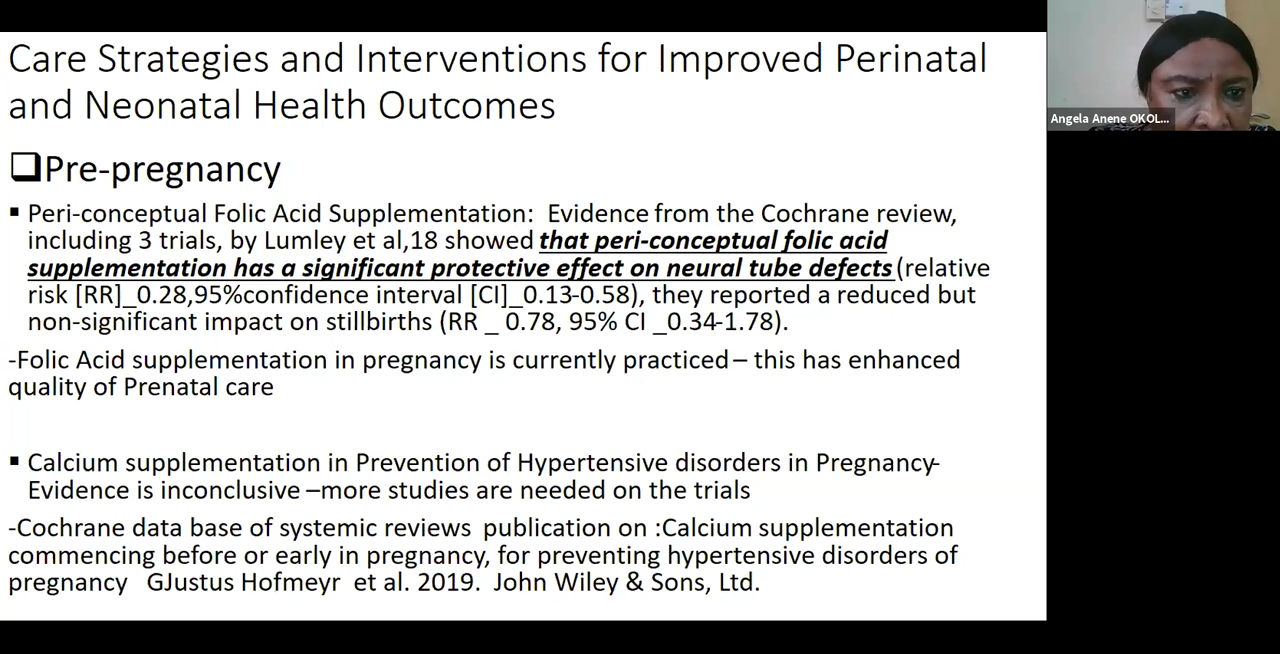 Care Strategies and Interventions for Improved Perinatal
and Neonatal Health Outcomes
Pre-pregnancy
Peri-conceptual Folic Acid Supplementation: Evidence from the Cochrane review,
including 3 trials, by Lumley et al,18 showed that peri-conceptual folic acid
supplementation has a significant protective effect on neural tube defects (relative
risk [RR]_0.28,95%confidence interval [CI]_0.13-0.58), they reported a reduced but
non-significant impact on stillbirths (RR _ 0.78, 95% CI _0.34-1.78).
-Folic Acid supplementation in pregnancy is currently practiced – this has enhanced
quality of Prenatal care
Calcium supplementation in Prevention of Hypertensive disorders in Pregnancy-
Evidence is inconclusive –more studies are needed on the trials
-Cochrane data base of systemic reviews publication on :Calcium supplementation
commencing before or early in pregnancy, for preventing hypertensive disorders of
pregnancy GJustus Hofmeyr et al. 2019. John Wiley & Sons, Ltd.
Angela Anene OKOL...